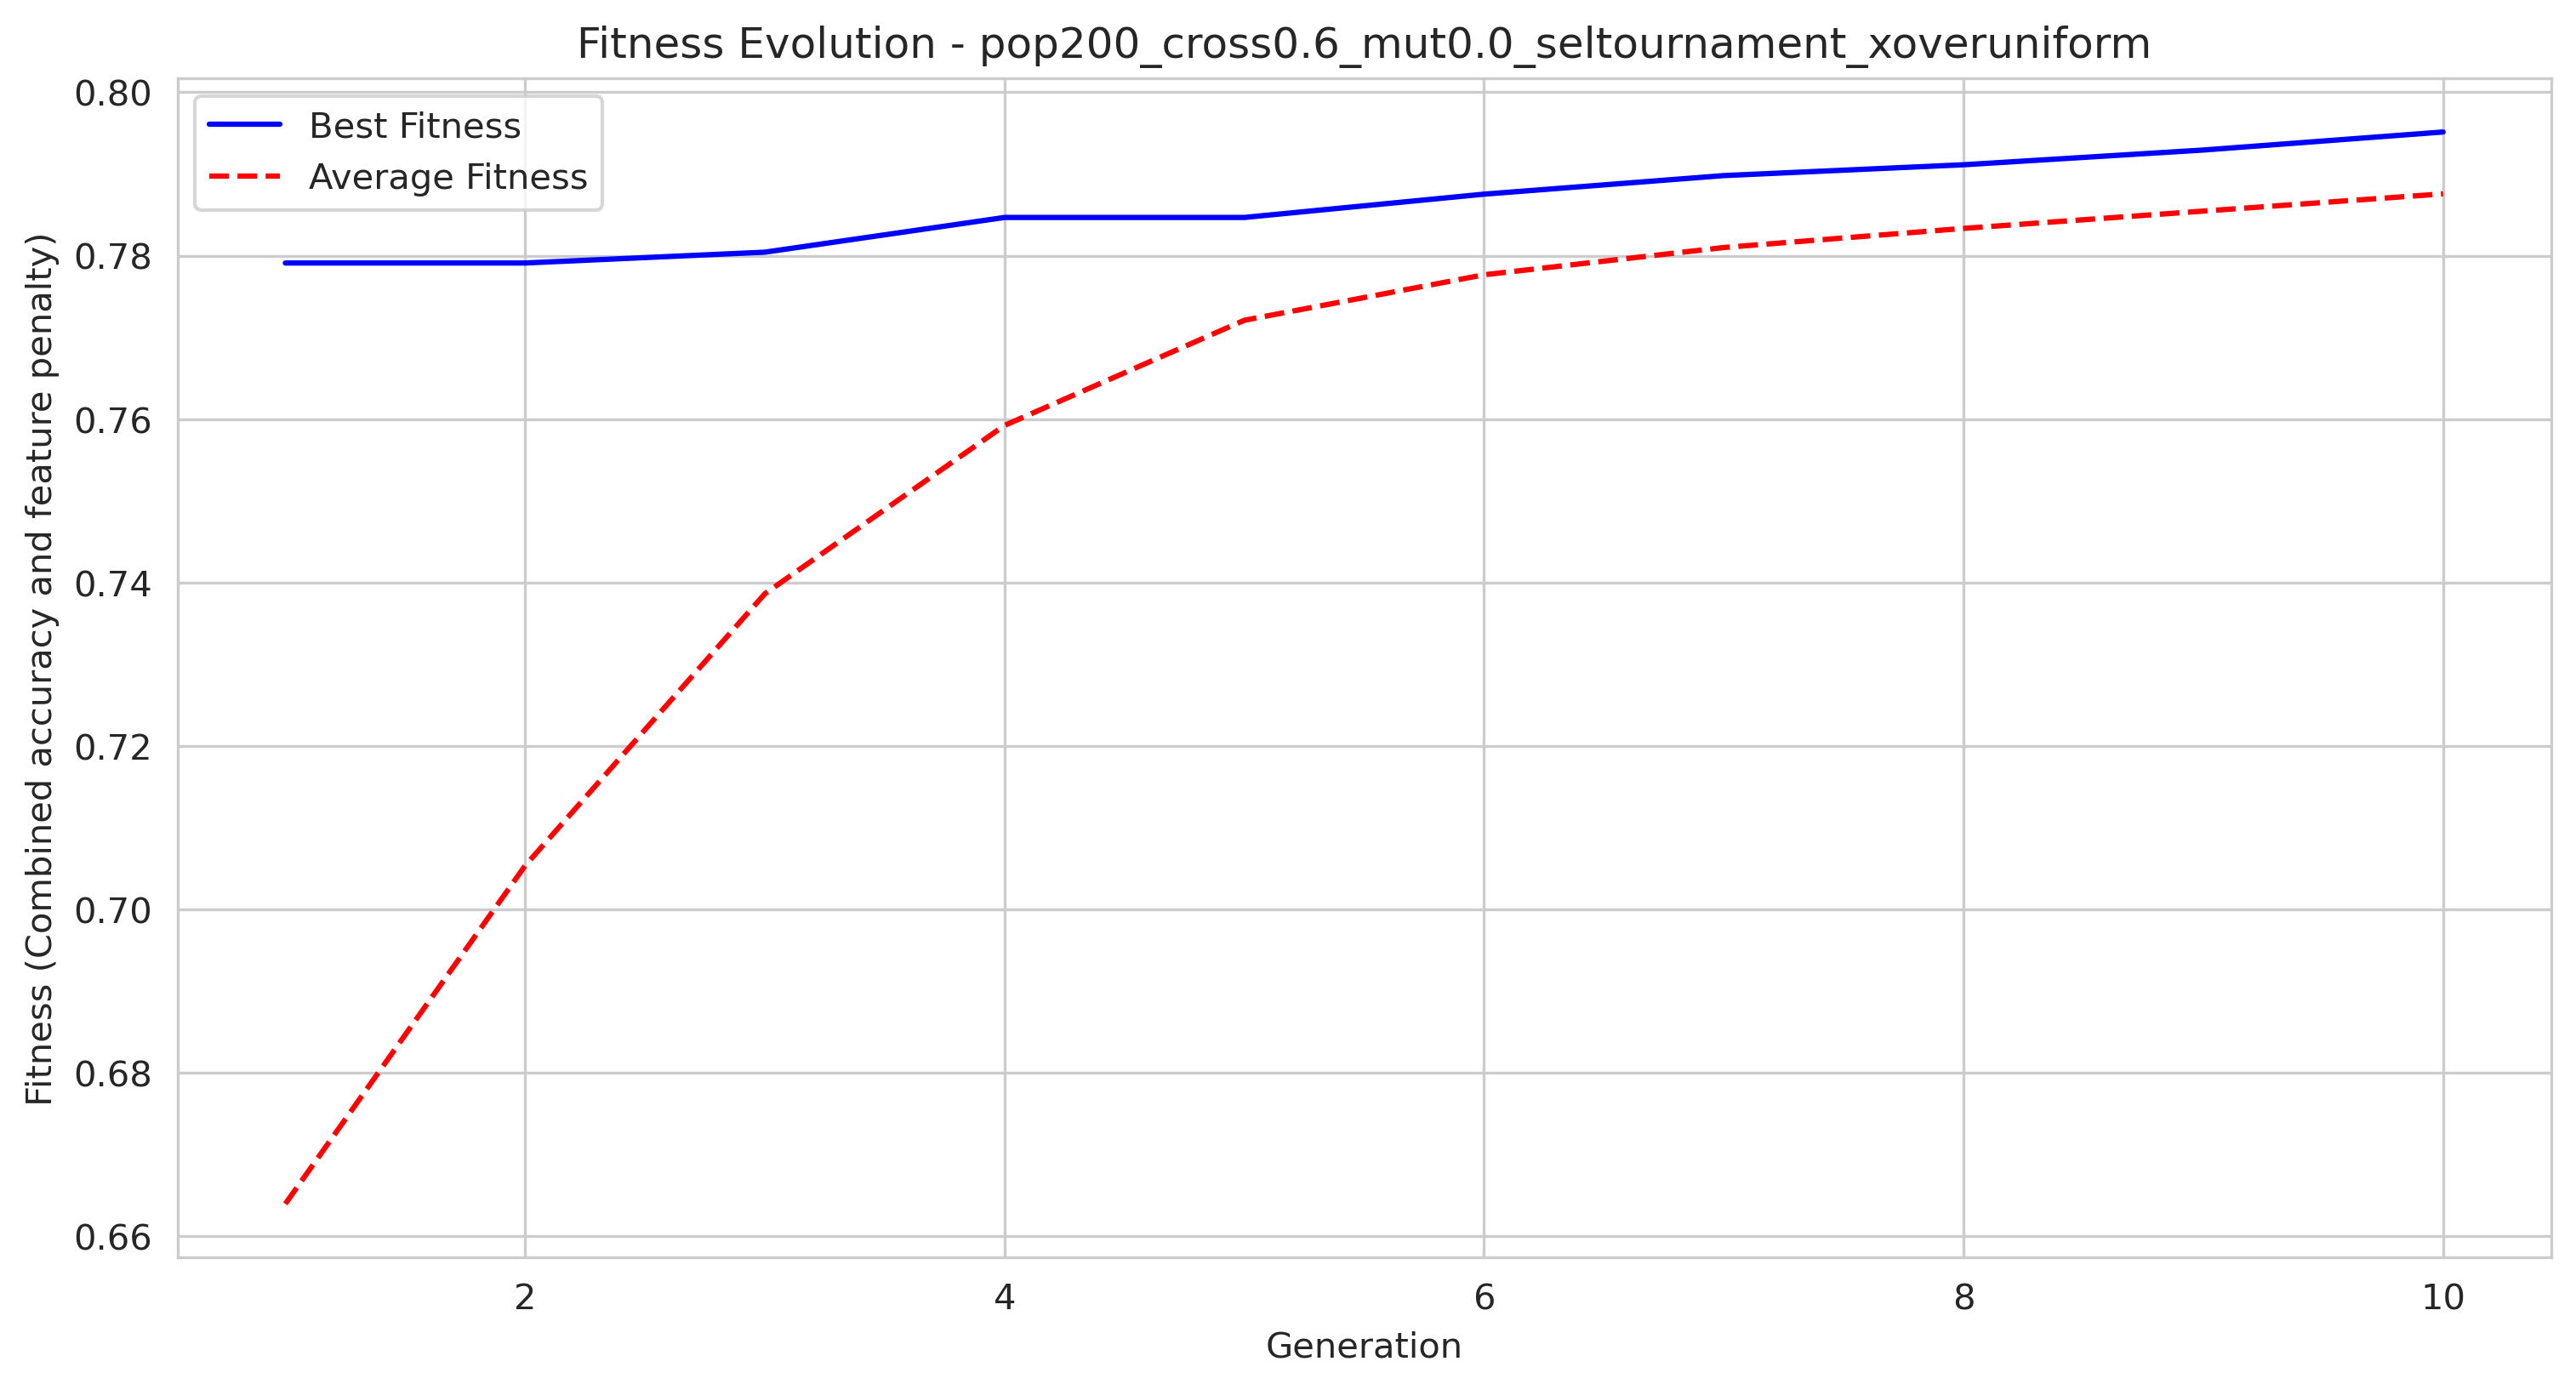 Fitness Evolution - pop200_cross0.6_mut0.0_seltournament_xoveruniform
Best Fitness
Average Fitness
Fitness (Combined accuracy and feature penalty)
0.80
0.78
0.76
0.74
0.72
0.70
0.68
0.66
2 4 6 8 10
Generation